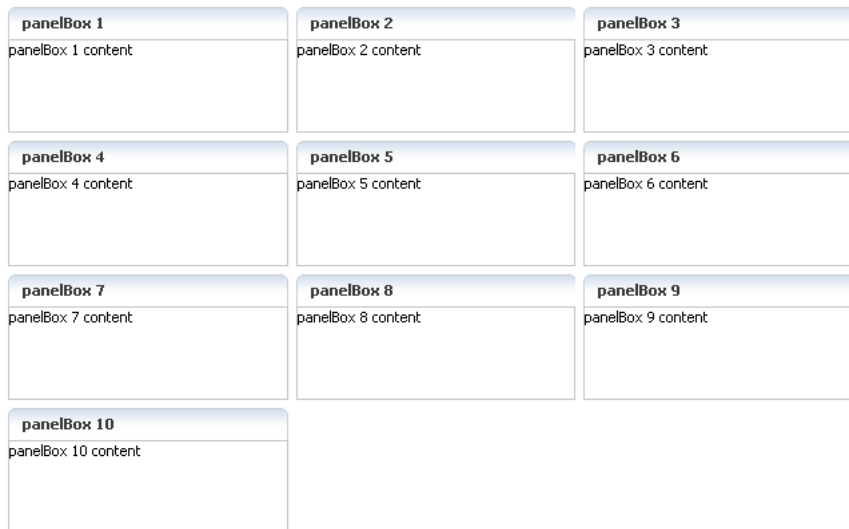 panelBox 1
panelBox 1 content
panelBox 2
panelBox 2 content
panelBox 3
panelBox 3 content
panelBox 4
panelBox 4 content
panelBox 5
panelBox 5 content
panelBox 6
panelBox 6 content
panelBox 7
panelBox 7 content
panelBox 8
panelBox 8 content
panelBox 9
panelBox 9 content
panelBox 10
panelBox 10 content